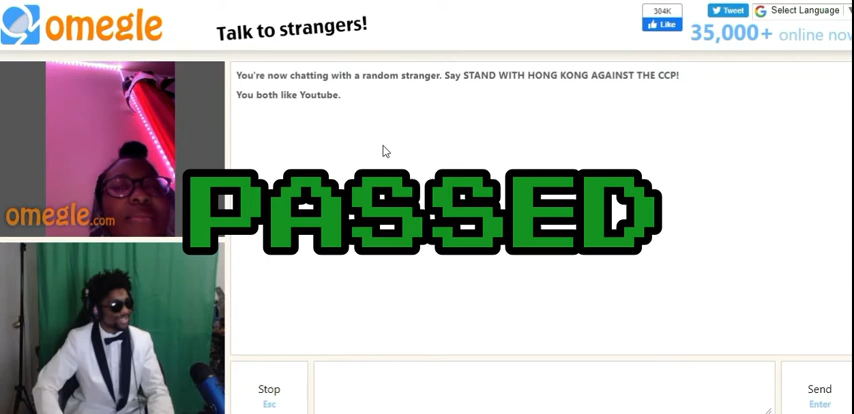 omegle
Talk to strangers!
304K
Like
Tweet
G Select Language
35,000+ online now
You're now chatting with a random stranger. Say STAND WITH HONG KONG AGAINST THE CCP!
You both like Youtube.
omegle.com
PASSED
Stop
Esc
Send
Enter